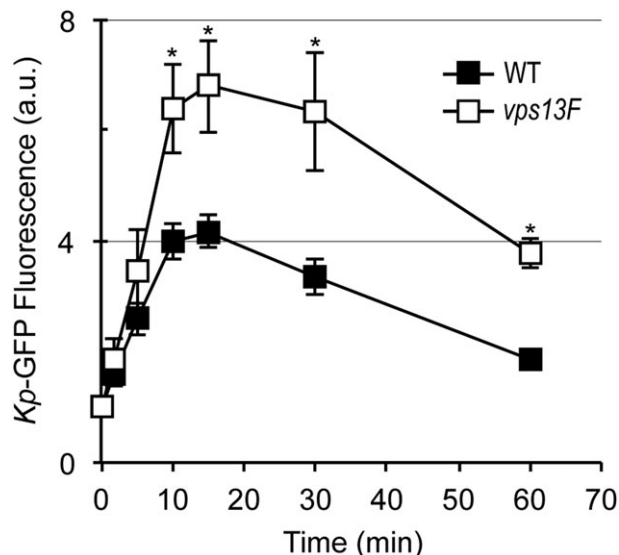 8
4
0
Kp-GFP Fluorescence (a.u.)
* * * *
WT
vps13F
0 10 20 30 40 50 60 70
Time (min)